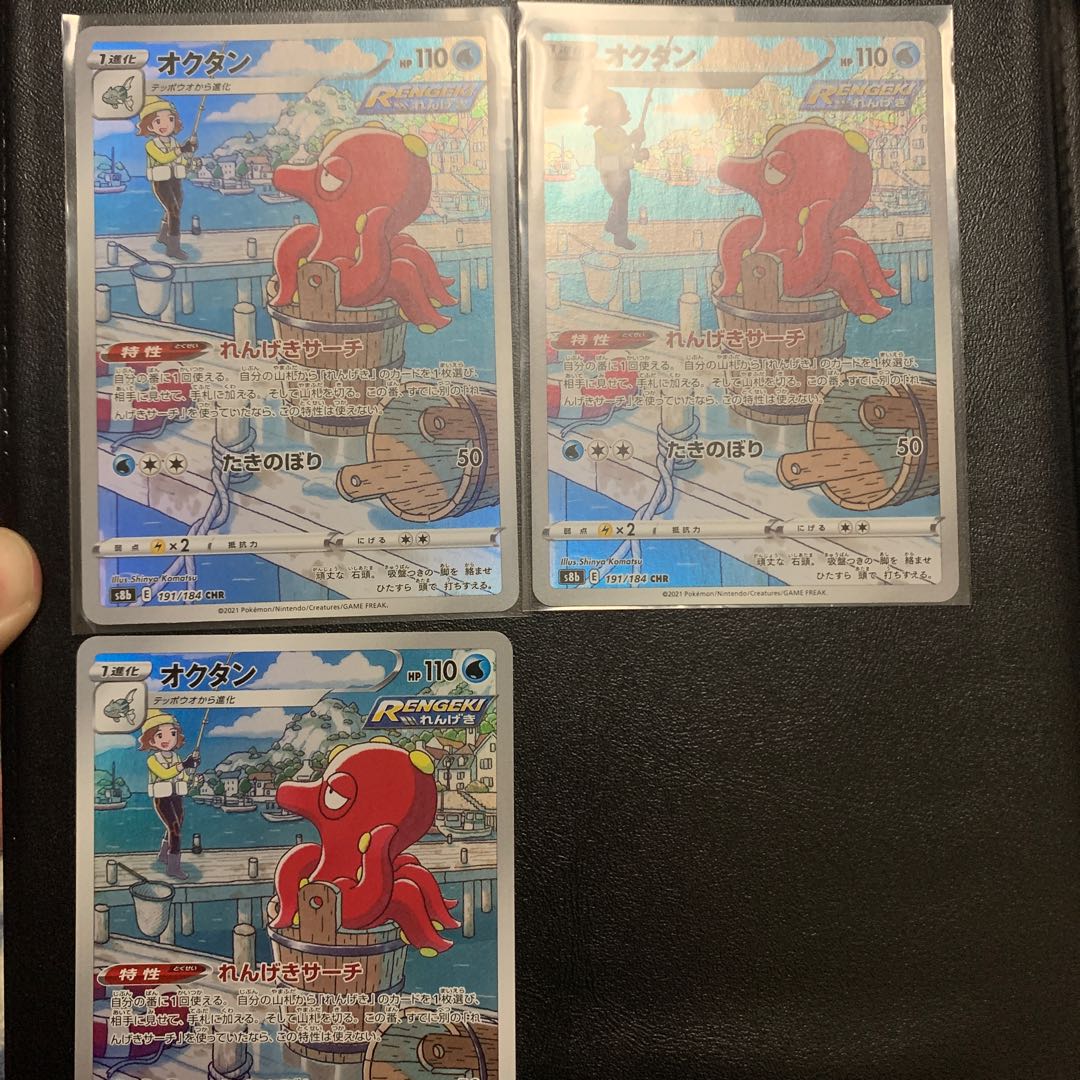 1進化 オクタン HP 110
テッポウオから進化
RENGEKI
れんげき
特性 とくせい れんげきサーチ
自分の番に1回使える。自分の山札から「れんげき」のカードを1枚選び、
相手に見せて、手札に加える。そして山札を切る。この番、すでに別の「れ
んげきサーチ」を使っていたなら、この特性は使えない。
たきのぼり 50
弱点 ×2 抵抗力 にげる
Illus. Shinya Komatsu
頑丈な 石頭。 吸盤つきの 脚を 絡ませ
ひたすら 頭で 打ちすえる。
s8b E 191/184 CHR
©2021 Pokémon/Nintendo/Creatures/GAME FREAK.
オクタン HP 110
RENGEKI
れんげき
特性 とくせい れんげきサーチ
自分の番に1回使える。自分の山札から「れんげき」のカードを1枚選び、
相手に見せて、手札に加える。そして山札を切る。この番、すでに別の「れ
んげきサーチ」を使っていたなら、この特性は使えない。
たきのぼり 50
弱点 ×2 抵抗力 にげる
Illus. Shinya Komatsu
頑丈な 石頭。 吸盤つきの 脚を 絡ませ
ひたすら 頭で 打ちすえる。
s8b E 191/184 CHR
©2021 Pokémon/Nintendo/Creatures/GAME FREAK.
1進化 オクタン HP 110
テッポウオから進化
RENGEKI
れんげき
特性 とくせい れんげきサーチ
自分の番に1回使える。自分の山札から「れんげき」のカードを1枚選び、
相手に見せて、手札に加える。そして山札を切る。この番、すでに別の「れ
んげきサーチ」を使っていたなら、この特性は使えない。